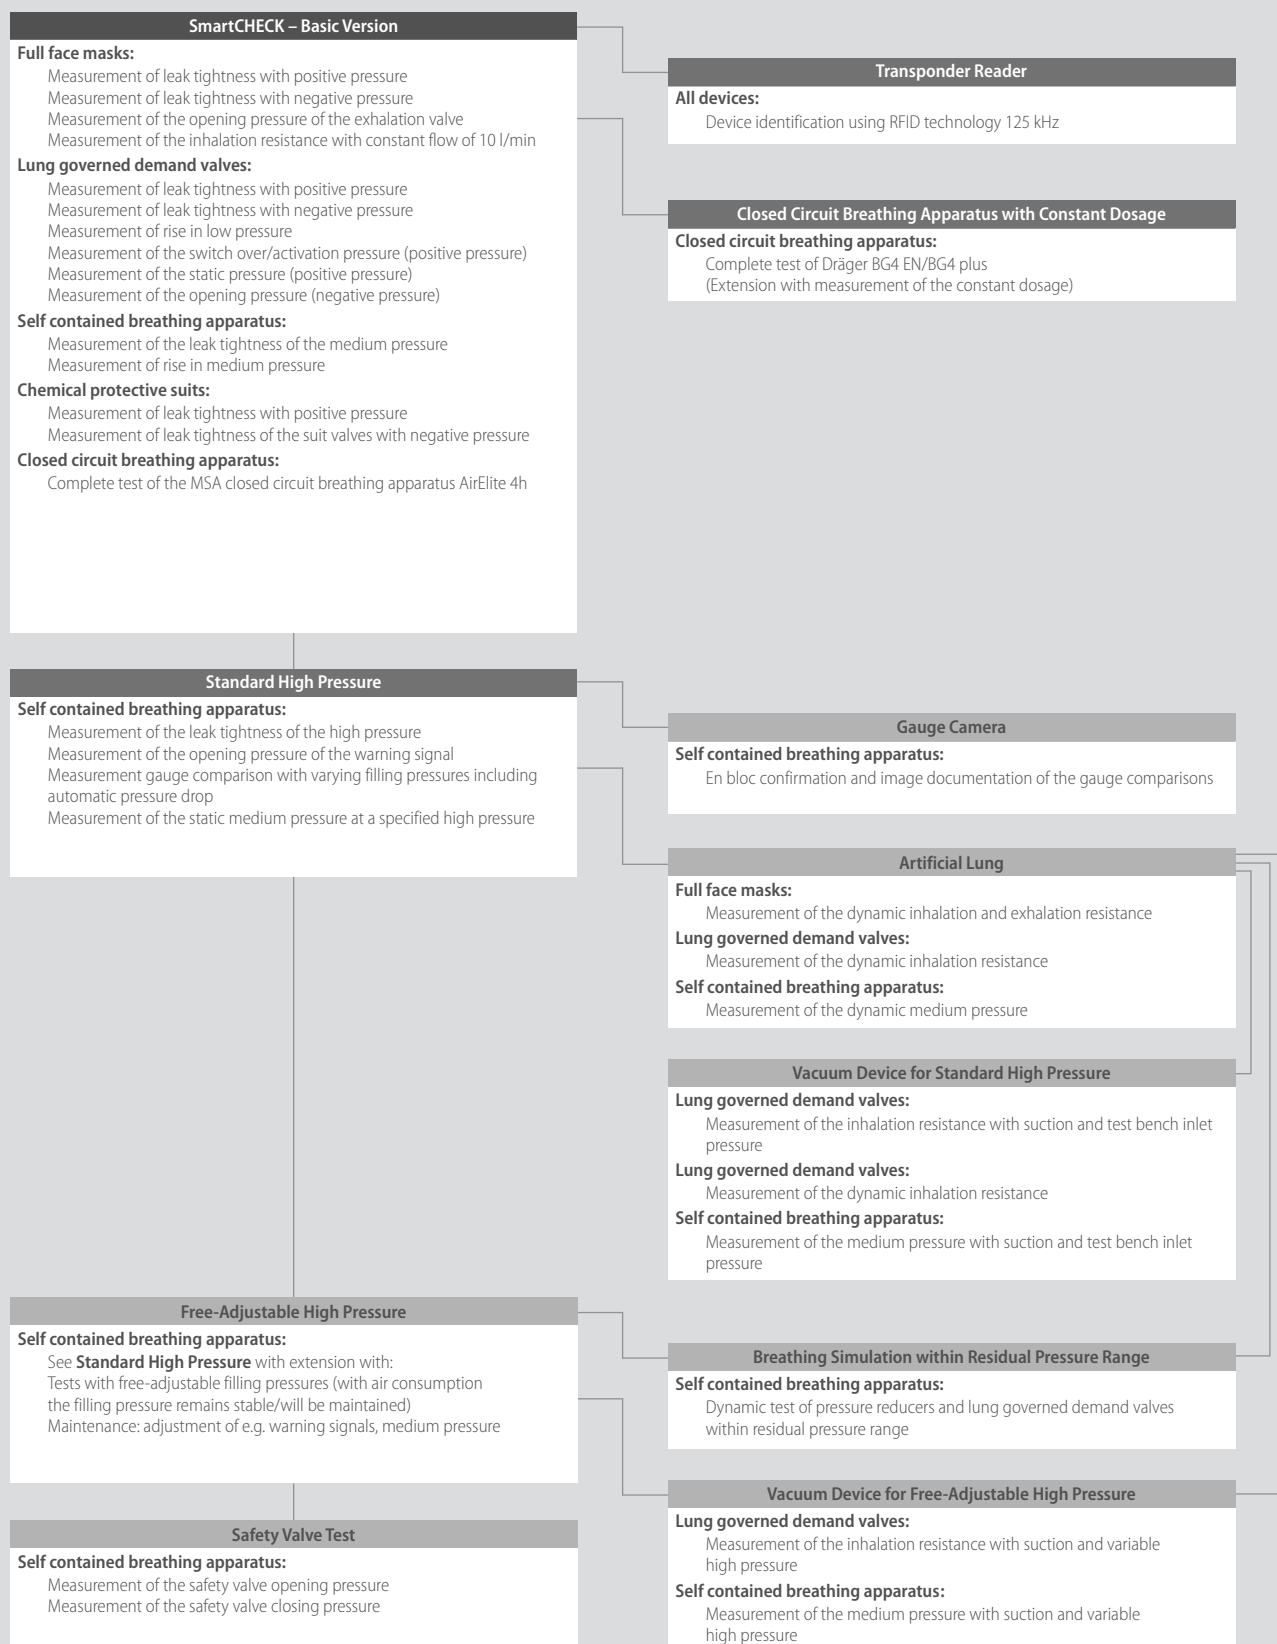 SmartCHECK – Basic Version
Full face masks:
Measurement of leak tightness with positive pressure
Measurement of leak tightness with negative pressure
Measurement of the opening pressure of the exhalation valve
Measurement of the inhalation resistance with constant flow of 10 l/min
Lung governed demand valves:
Measurement of leak tightness with positive pressure
Measurement of leak tightness with negative pressure
Measurement of rise in low pressure
Measurement of the switch over/activation pressure (positive pressure)
Measurement of the static pressure (positive pressure)
Measurement of the opening pressure (negative pressure)
Self contained breathing apparatus:
Measurement of the leak tightness of the medium pressure
Measurement of rise in medium pressure
Chemical protective suits:
Measurement of leak tightness with positive pressure
Measurement of leak tightness of the suit valves with negative pressure
Closed circuit breathing apparatus:
Complete test of the MSA closed circuit breathing apparatus AirElite 4h
Transponder Reader
All devices:
Device identification using RFID technology 125 kHz
Closed Circuit Breathing Apparatus with Constant Dosage
Closed circuit breathing apparatus:
Complete test of Dräger BG4 EN/BG4 plus
(Extension with measurement of the constant dosage)
Standard High Pressure
Self contained breathing apparatus:
Measurement of the leak tightness of the high pressure
Measurement of the opening pressure of the warning signal
Measurement gauge comparison with varying filling pressures including
automatic pressure drop
Measurement of the static medium pressure at a specified high pressure
Gauge Camera
Self contained breathing apparatus:
En bloc confirmation and image documentation of the gauge comparisons
Artificial Lung
Full face masks:
Measurement of the dynamic inhalation and exhalation resistance
Lung governed demand valves:
Measurement of the dynamic inhalation resistance
Self contained breathing apparatus:
Measurement of the dynamic medium pressure
Vacuum Device for Standard High Pressure
Lung governed demand valves:
Measurement of the inhalation resistance with suction and test bench inlet
pressure
Lung governed demand valves:
Measurement of the dynamic inhalation resistance
Self contained breathing apparatus:
Measurement of the medium pressure with suction and test bench inlet
pressure
Free-Adjustable High Pressure
Self contained breathing apparatus:
See Standard High Pressure with extension with:
Tests with free-adjustable filling pressures (with air consumption
the filling pressure remains stable/will be maintained)
Maintenance: adjustment of e.g. warning signals, medium pressure
Breathing Simulation within Residual Pressure Range
Self contained breathing apparatus:
Dynamic test of pressure reducers and lung governed demand valves
within residual pressure range
Vacuum Device for Free-Adjustable High Pressure
Lung governed demand valves:
Measurement of the inhalation resistance with suction and variable
high pressure
Self contained breathing apparatus:
Measurement of the medium pressure with suction and variable
high pressure
Safety Valve Test
Self contained breathing apparatus:
Measurement of the safety valve opening pressure
Measurement of the safety valve closing pressure